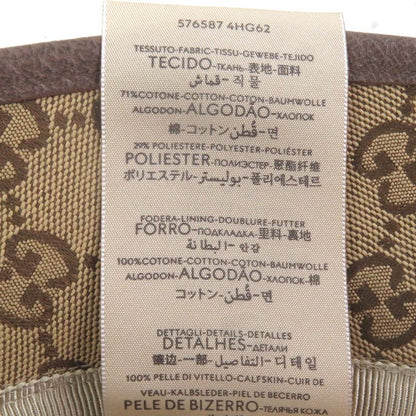 576587 4HG62
TESSUTO-FABRIC-TISSU-GEWEBE-TEJIDO
TECIDO-ТКАНЬ-表地-面料
قماش-직물
71%COTONE-COTTON-COTON-BAUMWOLLE
ALGODON-ALGODÃO-ХЛОПОК
棉-コットン-قطن-면
29% POLIESTERE-POLYESTER-POLIÉSTER
POLIESTER-ПОЛИЭСТЕР-聚酯纤维
ポリエステル-بوليستر-폴리에스테르
FODERA-LINING-DOUBLURE-FUTTER
FORRO-ПОДКЛАДКА-里料-裏地
البطانة-안감
100%COTONE-COTTON-COTON-BAUMWOLLE
ALGODON-ALGODÃO-ХЛОПОК-棉
コットン-قطن-면
DETTAGLI-DETAILS-DETALLES
DETALHES-ДЕТАЛИ
镶边-一部-التفاصيل-디테일
100% PELLE DI VITELLO-CALFSKIN-CUIR DE
VEAU-KALBSLEDER-PIEL DE BECERRO
PELE DE BIZERRO-